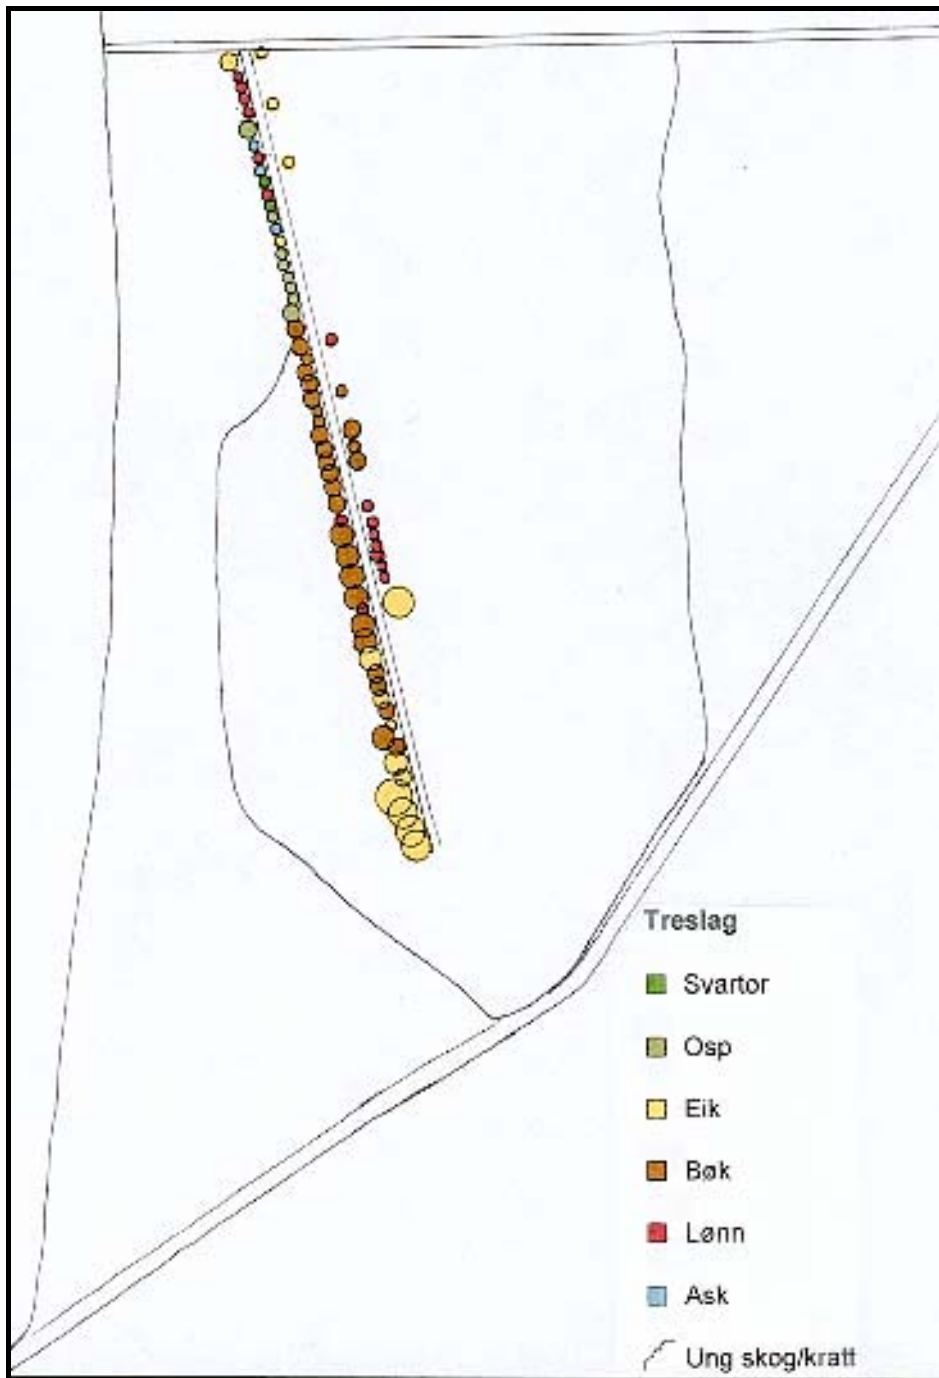 Treslag
Svartor
Osp
Eik
Bøk
Lønn
Ask
Ung skog/kratt